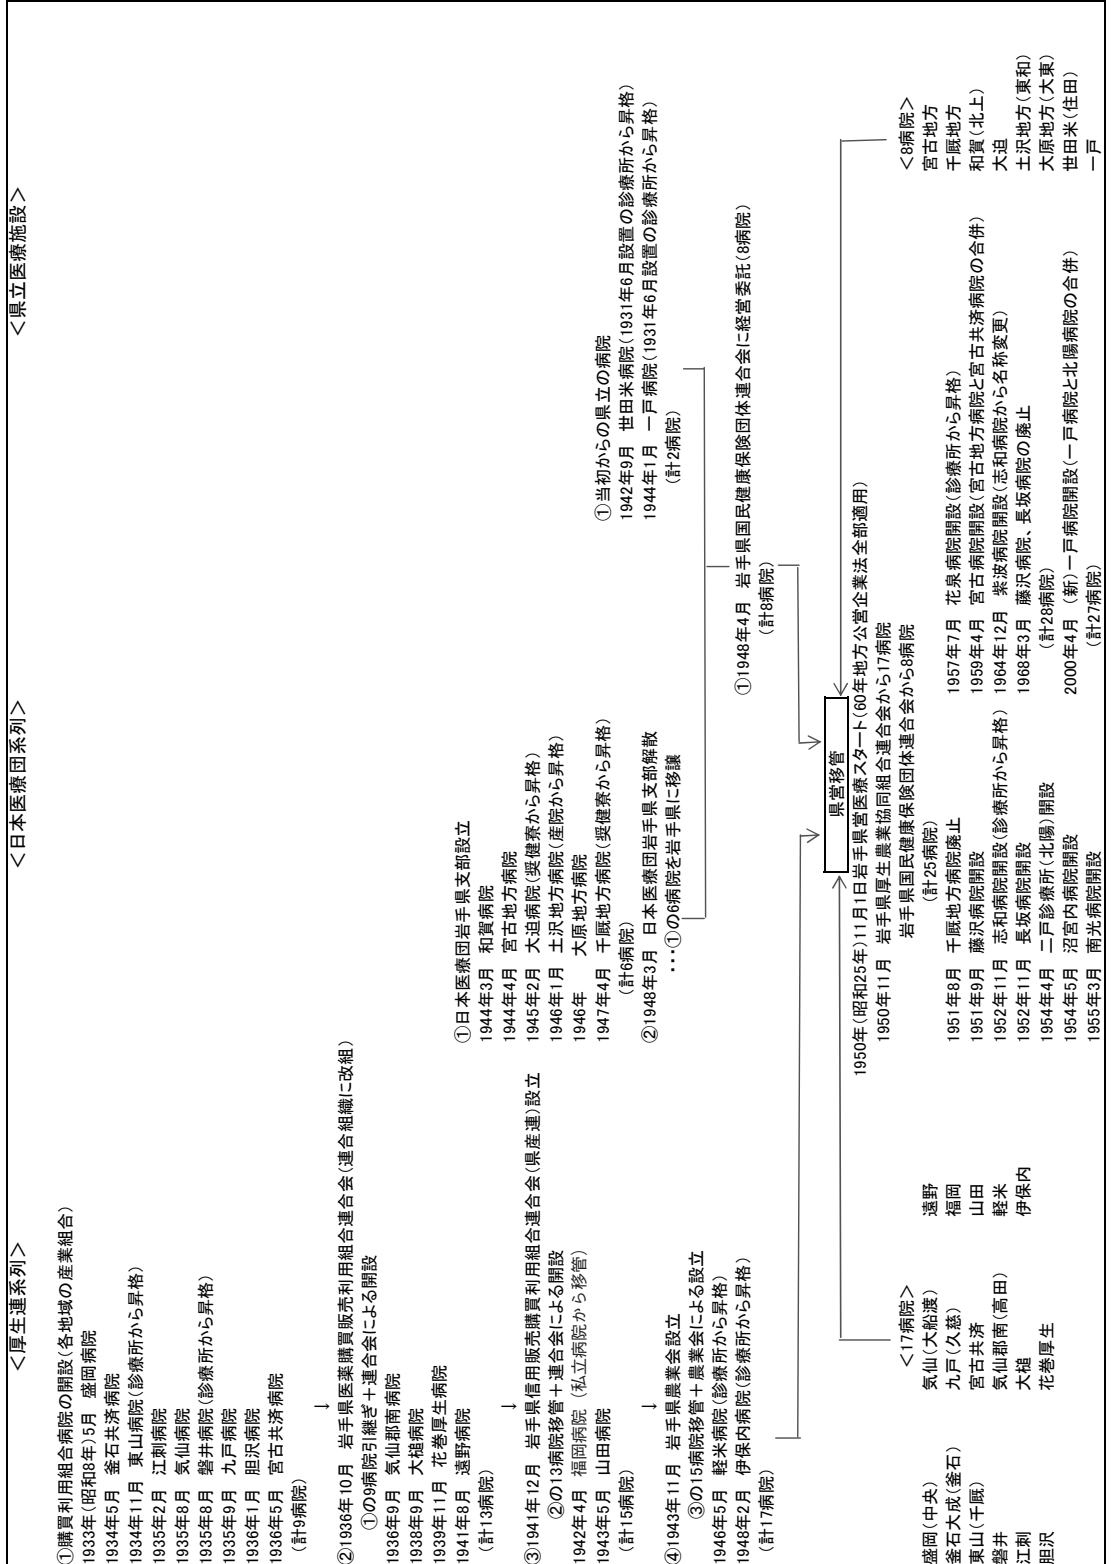 <厚生連系列>
①購買利用組合病院の開設(各地域の産業組合)
1933年(昭和8年)5月 盛岡病院
1934年5月 釜石共済病院
1934年11月 東山病院(診療所から昇格)
1935年2月 江刺病院
1935年8月 気仙病院
1935年8月 磐井病院(診療所から昇格)
1935年9月 九戸病院
1936年1月 胆沢病院
1936年5月 宮古共済病院
(計9病院)
↓
②1936年10月 岩手県医薬購買販売利用組合連合会(連合組織に改組)
①の9病院引継ぎ+連合会による開設
1936年9月 気仙郡南病院
1938年9月 大槌病院
1939年11月 花巻厚生病院
1941年8月 遠野病院
(計13病院)
↓
③1941年12月 岩手県信用販売購買利用組合連合会(県産連)設立
②の13病院移管+連合会による開設
1942年4月 福岡病院 (私立病院から移管)
1943年5月 山田病院
(計15病院)
↓
④1943年11月 岩手県農業会設立
③の15病院移管+農業会による設立
1946年5月 軽米病院(診療所から昇格)
1948年2月 伊保内病院(診療所から昇格)
(計17病院)
<日本医療団系列>
①日本医療団岩手県支部設立
1944年3月 和賀病院
1944年4月 宮古地方病院
1945年2月 大迫病院(奨健寮から昇格)
1946年1月 土沢地方病院(産院から昇格)
1946年 大原地方病院
1947年4月 千厩地方病院(奨健寮から昇格)
(計6病院)
②1948年3月 日本医療団岩手県支部解散
・・・①の6病院を岩手県に移譲
<県立医療施設>
①当初からの県立の病院
1942年9月 世田米病院(1931年6月設置の診療所から昇格)
1944年1月 一戸病院(1931年6月設置の診療所から昇格)
(計2病院)
①1948年4月 岩手県国民健康保険団体連合会に経営委託(8病院)
(計8病院)
県営移管
1950年(昭和25年)11月1日岩手県営医療スタート(60年地方公営企業法全部適用)
1950年11月 岩手県厚生農業協同組合連合会から17病院
岩手県国民健康保険団体連合会から8病院
(計25病院)
1951年8月 千厩地方病院廃止
1951年9月 藤沢病院開設
1952年11月 志和病院開設(診療所から昇格)
1952年11月 長坂病院開設
1954年4月 二戸診療所(北陽)開設
1954年5月 沼宮内病院開設
1955年3月 南光病院開設
1957年7月 花泉病院開設(診療所から昇格)
1959年4月 宮古病院開設(宮古地方病院と宮古共済病院の合併)
1964年12月 紫波病院開設(志和病院から名称変更)
1968年3月 藤沢病院、長坂病院の廃止
(計28病院)
2000年4月 (新)一戸病院開設(一戸病院と北陽病院の合併)
(計27病院)
<17病院>
盛岡(中央)
釜石大成(釜石)
東山(千厩)
磐井
江刺
胆沢
気仙(大船渡)
九戸(久慈)
宮古共済
気仙郡南(高田)
大槌
花巻厚生
遠野
福岡
山田
軽米
伊保内
<8病院>
宮古地方
千厩地方
和賀(北上)
大迫
土沢地方(東和)
大原地方(大東)
世田米(住田)
一戸